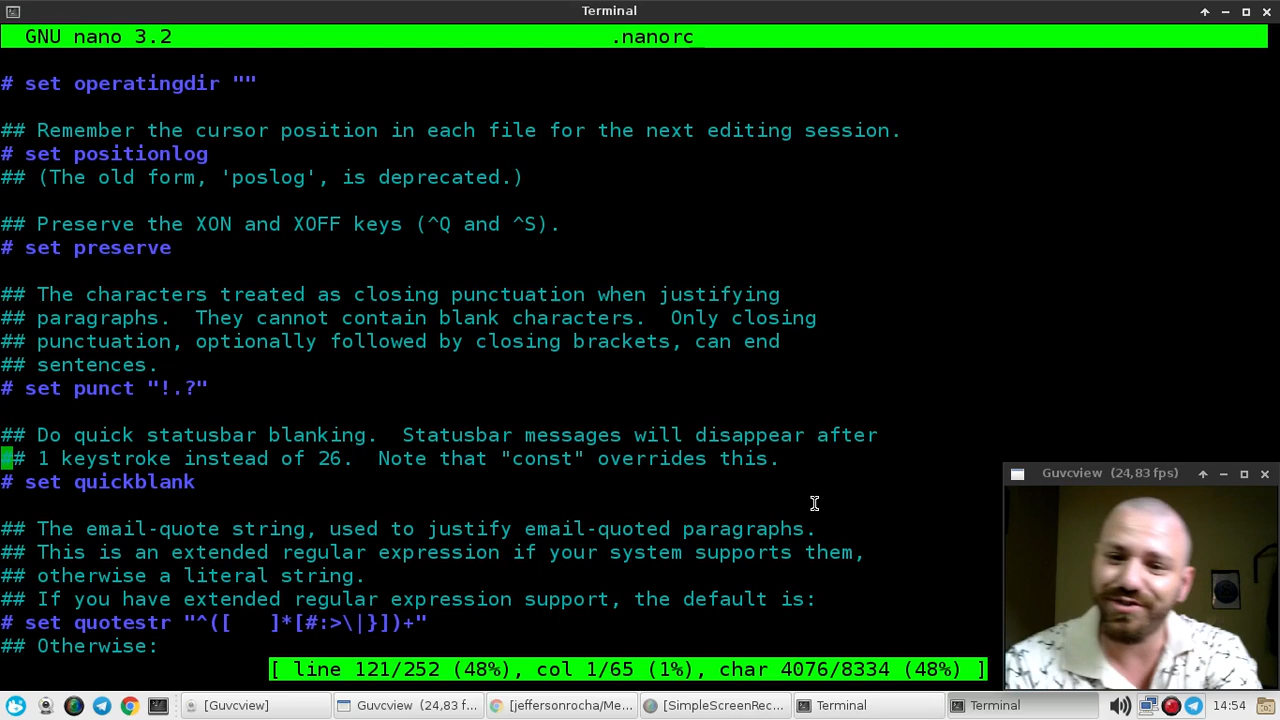 Terminal
GNU nano 3.2 .nanorc
# set operatingdir ""
## Remember the cursor position in each file for the next editing session.
# set positionlog
## (The old form, 'poslog', is deprecated.)
## Preserve the XON and XOFF keys (^Q and ^S).
# set preserve
## The characters treated as closing punctuation when justifying
## paragraphs.  They cannot contain blank characters.  Only closing
## punctuation, optionally followed by closing brackets, can end
## sentences.
# set punct "!.?"
## Do quick statusbar blanking.  Statusbar messages will disappear after
## 1 keystroke instead of 26.  Note that "const" overrides this.
# set quickblank
## The email-quote string, used to justify email-quoted paragraphs.
## This is an extended regular expression if your system supports them,
## otherwise a literal string.
## If you have extended regular expression support, the default is:
# set quotestr "^([   ]*[#:>\|}])+"
## Otherwise:
[ line 121/252 (48%), col 1/65 (1%), char 4076/8334 (48%) ]
Guvcview (24,83 fps)
[Guvcview]
Guvcview (24,8 fps)...
[jeffersonrocha/Me...
[SimpleScreenRec...
Terminal
Terminal
14:54